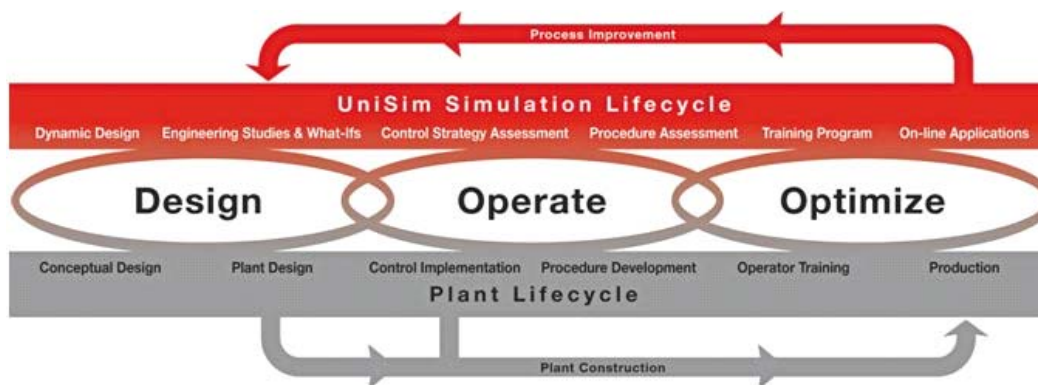 Process Improvement
UniSim Simulation Lifecycle
Dynamic Design Engineering Studies & What-Ifs Control Strategy Assessment Procedure Assessment Training Program On-line Applications
Design Operate Optimize
Conceptual Design Plant Design Control Implementation Procedure Development Operator Training Production
Plant Lifecycle
Plant Construction